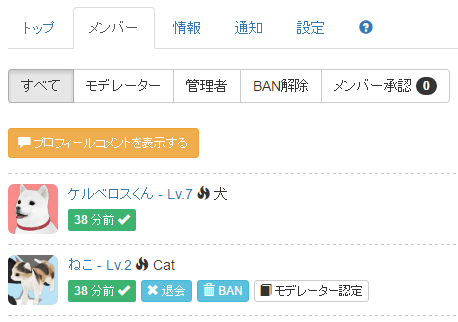 トップ メンバー 情報 通知 設定 ?
すべて モデレーター 管理者 BAN解除 メンバー承認 0
プロフィールコメントを表示する
ケルベロスくん - Lv.7 犬
38 分前
ねこ - Lv.2 Cat
38 分前 退会 BAN モデレーター認定